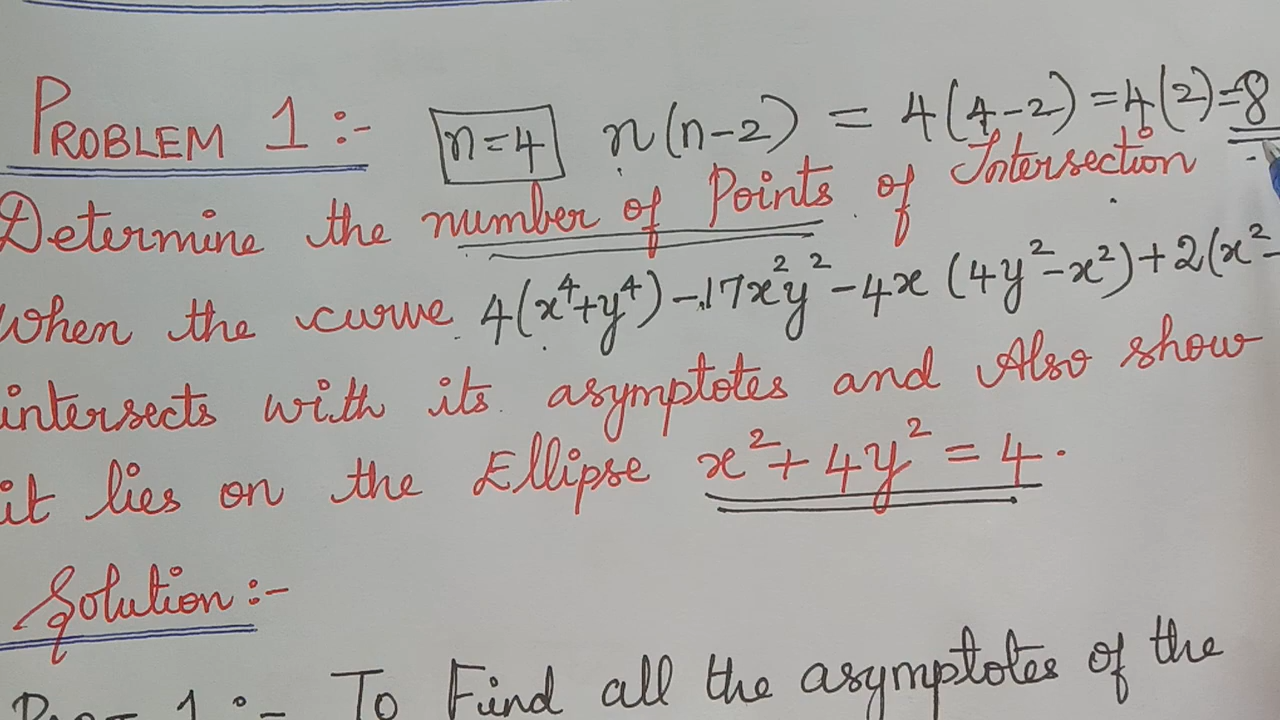 PROBLEM 1:- n=4 n(n-2) = 4(4-2) = 4(2) = 8
Determine the number of Points of Intersection
when the curve 4(x⁴+y⁴) - 17x²y² - 4x (4y²-x²) + 2(x²-
intersects with its asymptotes and Also show
it lies on the Ellipse x² + 4y² = 4.
Solution:-
1:- To Find all the asymptotes of the